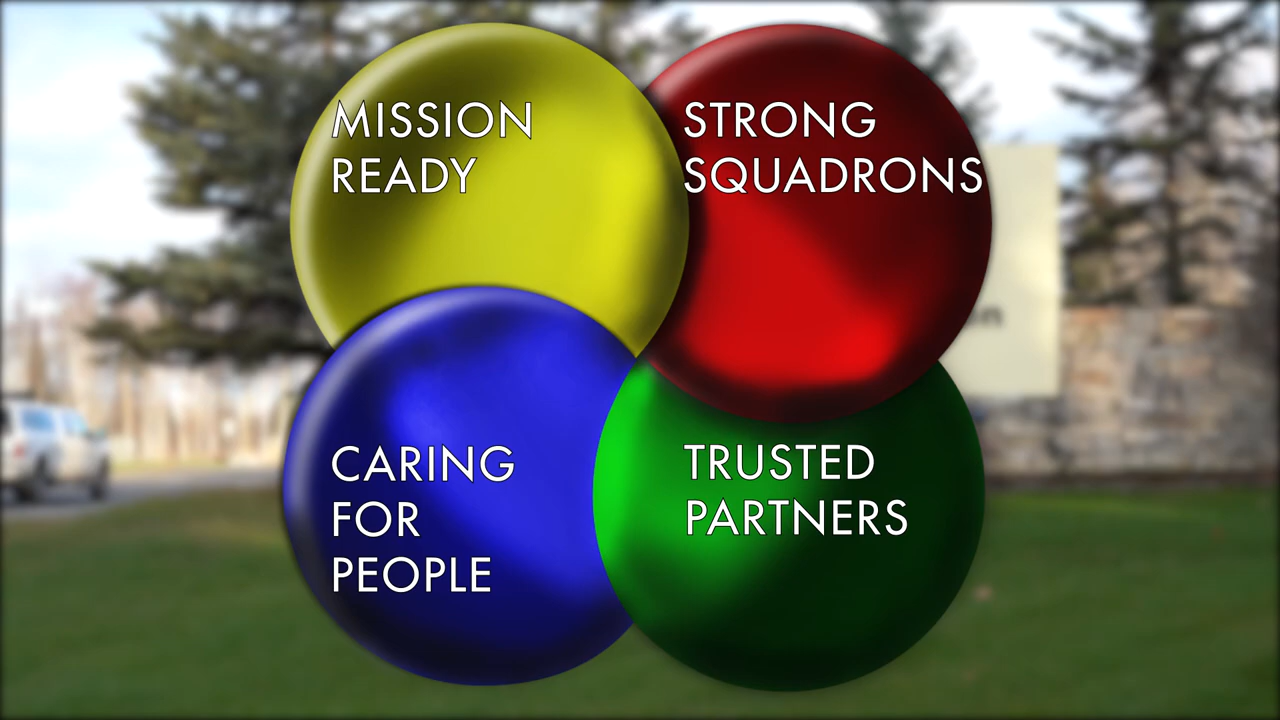 MISSION
READY
STRONG
SQUADRONS
CARING
FOR
PEOPLE
TRUSTED
PARTNERS